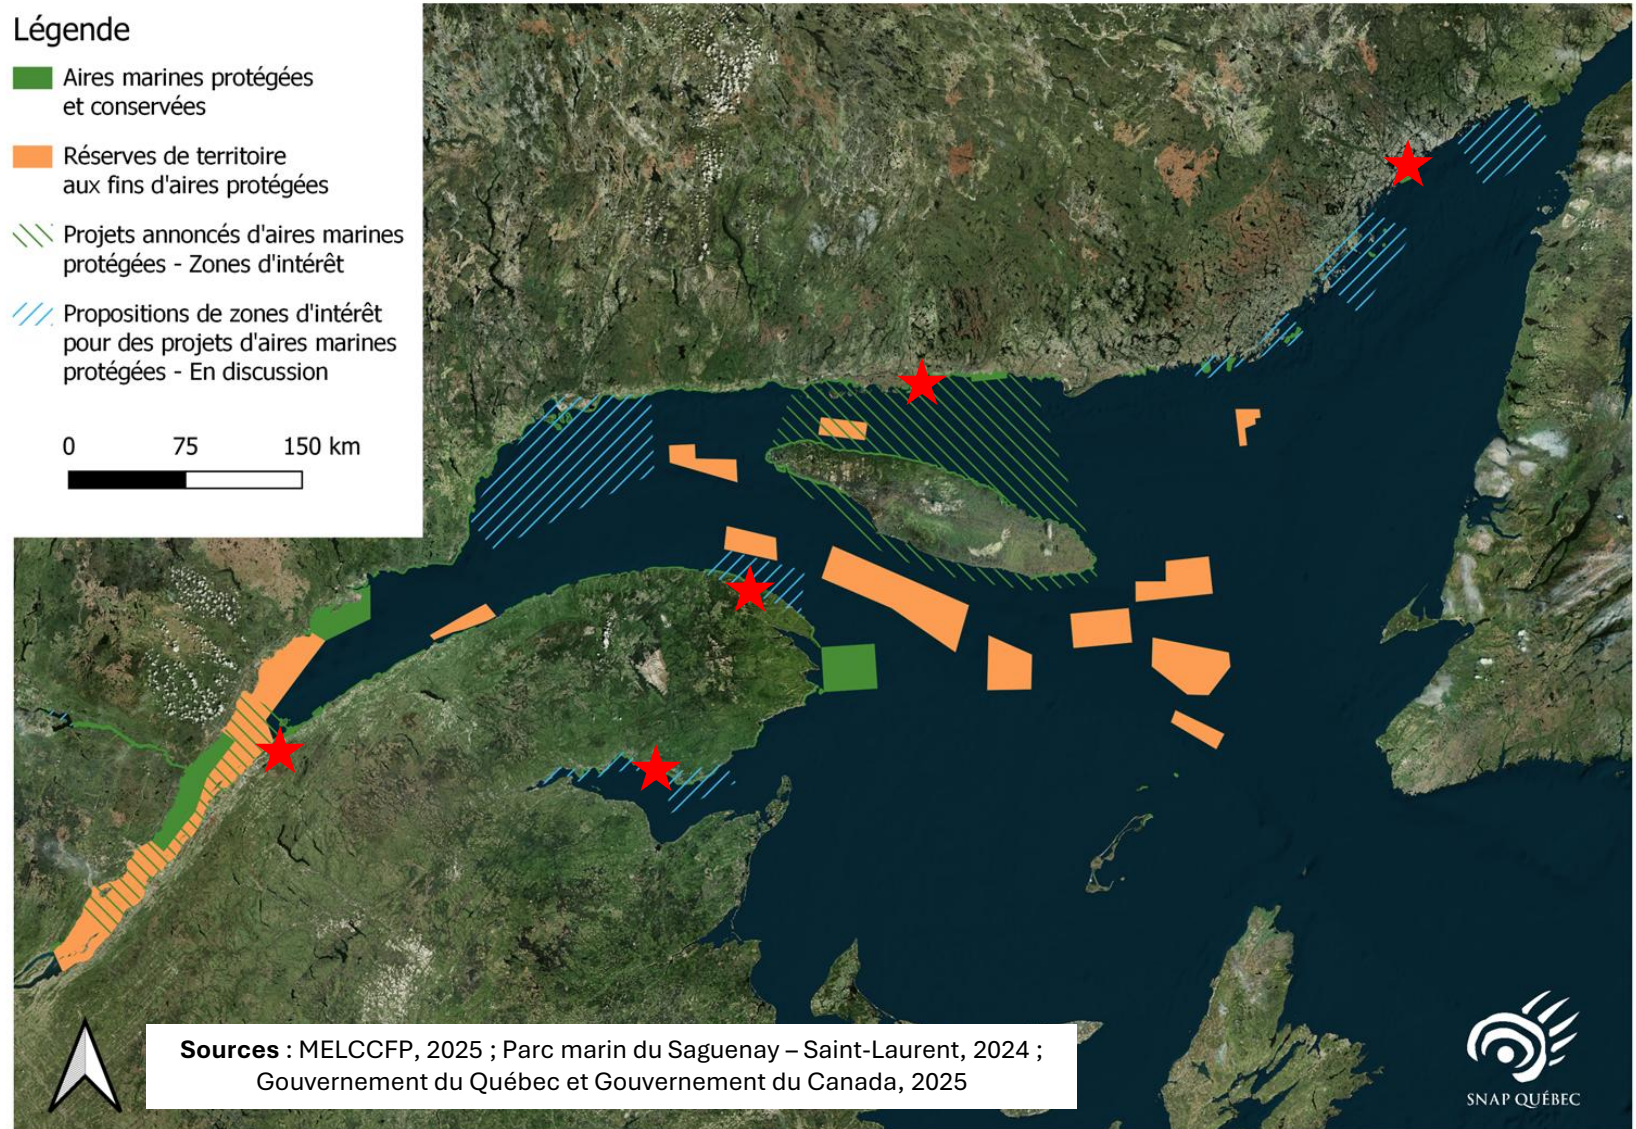 Légende
Aires marines protégées
et conservées
Réserves de territoire
aux fins d'aires protégées
Projets annoncés d'aires marines
protégées - Zones d'intérêt
Propositions de zones d'intérêt
pour des projets d'aires marines
protégées - En discussion
0 75 150 km
Sources : MELCCFP, 2025 ; Parc marin du Saguenay – Saint-Laurent, 2024 ;
Gouvernement du Québec et Gouvernement du Canada, 2025
SNAP QUÉBEC